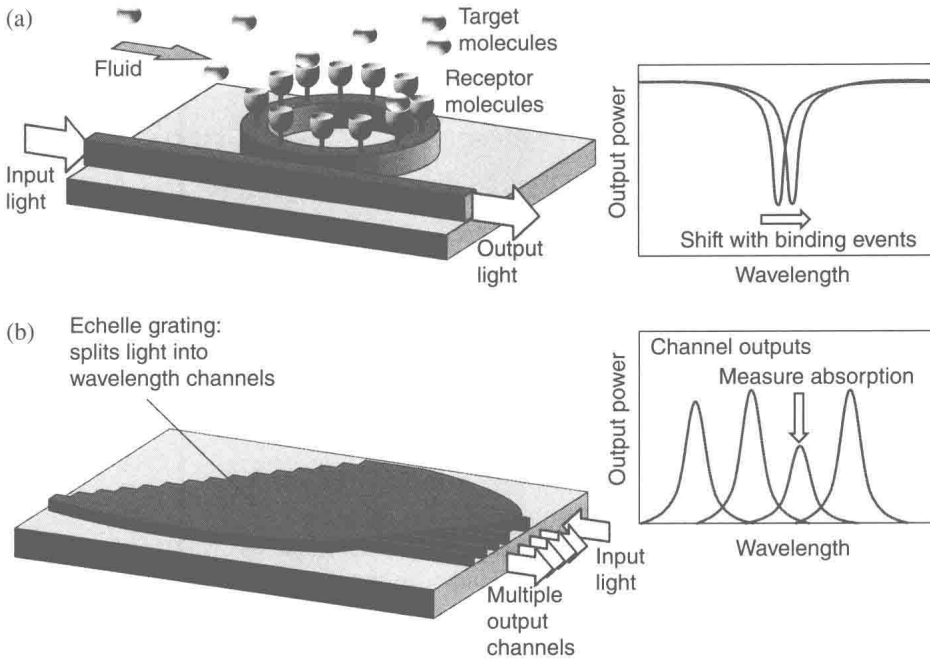 (a)
Target
molecules
Fluid
Receptor
molecules
Input
light
Output
light
Output power
Shift with binding events
Wavelength
(b)
Echelle grating:
splits light into
wavelength channels
Input
light
Multiple
output
channels
Channel outputs
Measure absorption
Output power
Wavelength